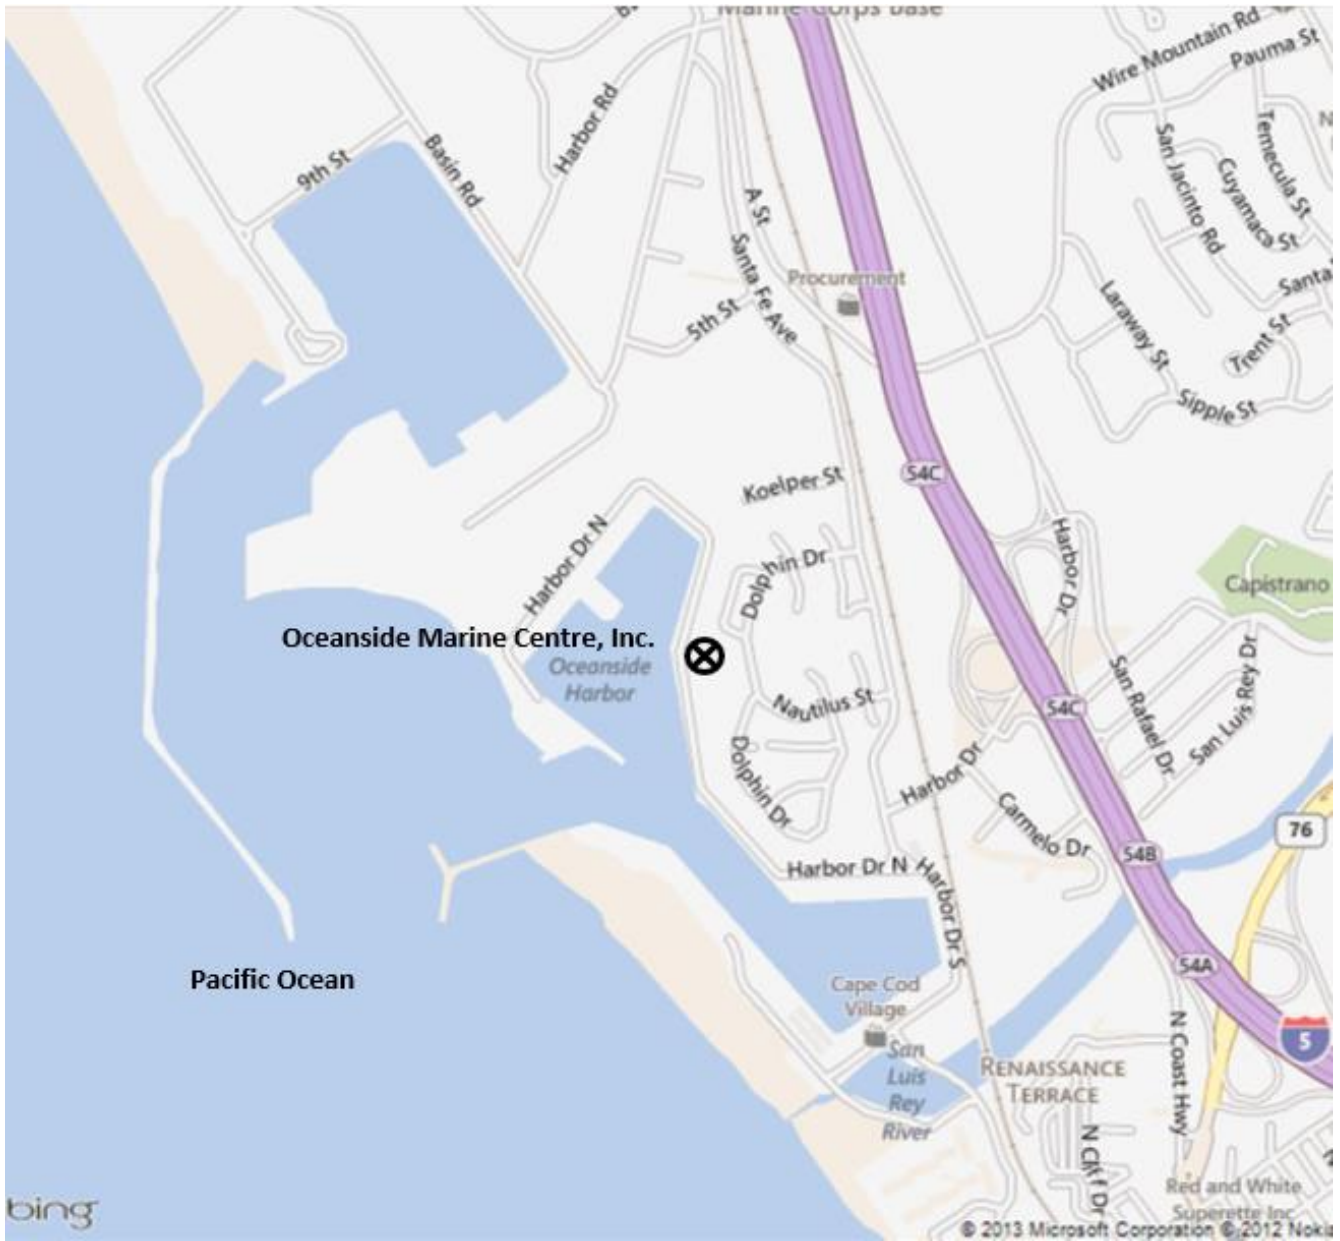 Marine Corps Base
Wire Mountain Rd
Pauma St
Harbor Rd
Basin Rd
9th St
A St
San Jacinto Rd
Cuyamaca St
Temecula St
Santa Fe Ave
Procurement
5th St
Laraway St
Trent St
Sipple St
54C
Koelper St
Harbor Dr N
Dolphin Dr
Harbor Dr
Capistrano
Oceanside Marine Centre, Inc.
Oceanside
Harbor
Nautilus St
54C
San Rafael Dr
San Luis Rey Dr
Dolphin Dr
Harbor Dr
Carmelo Dr
76
54B
Harbor Dr N
Harbor Dr S
Pacific Ocean
54A
Cape Cod
Village
San
Luis
Rey
River
RENAISSANCE
TERRACE
N Coast Hwy
5
N Cliff Dr
Red and White
Superette Inc
bing
© 2013 Microsoft Corporation © 2012 Nokia